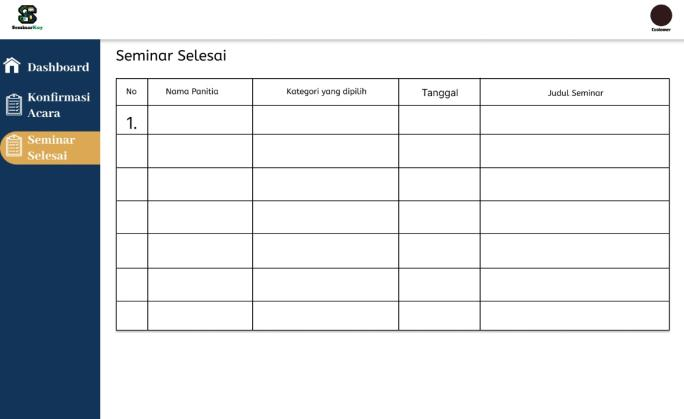 SeminarKuy
Customer
Dashboard
Konfirmasi
Acara
Seminar
Selesai
Seminar Selesai
No Nama Panitia Kategori yang dipilih Tanggal Judul Seminar
1.